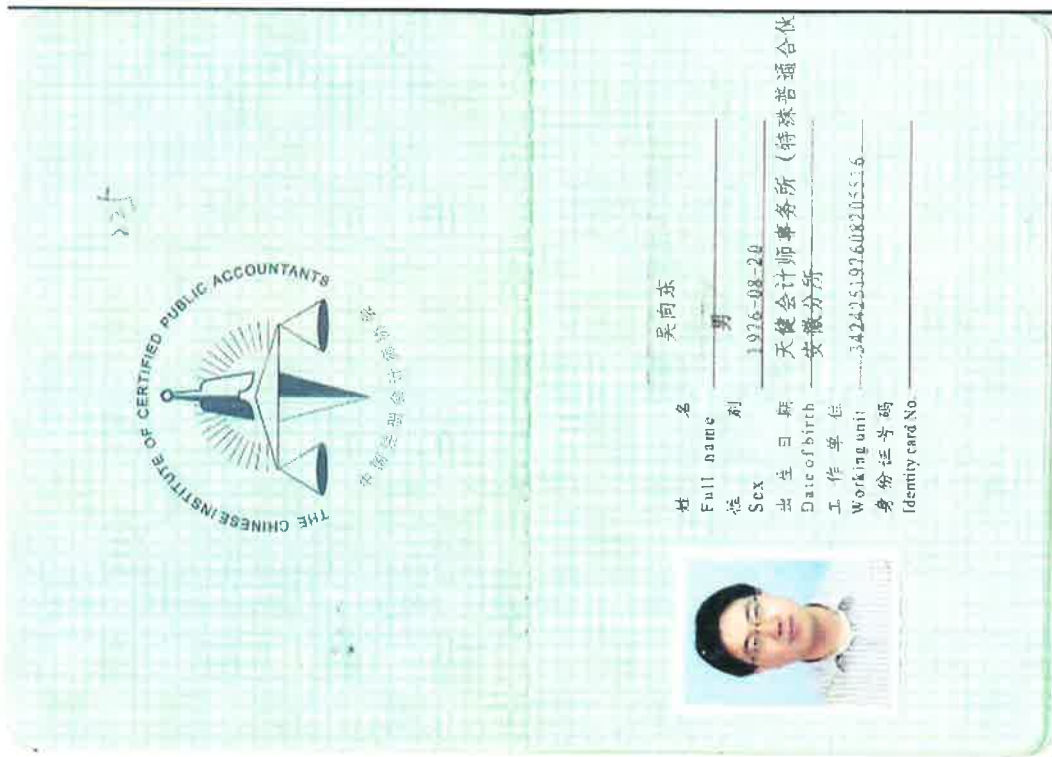 THE CHINESE INSTITUTE OF CERTIFIED PUBLIC ACCOUNTANTS
中国注册会计师协会
姓 名 吴向东
Full name
性 别 男
Sex
出 生 日 期 1976-08-20
Date of birth
工 作 单 位 天健会计师事务所（特殊普通合伙
安徽分所
Working unit
身份证号码 342425197608205516
Identity card No.